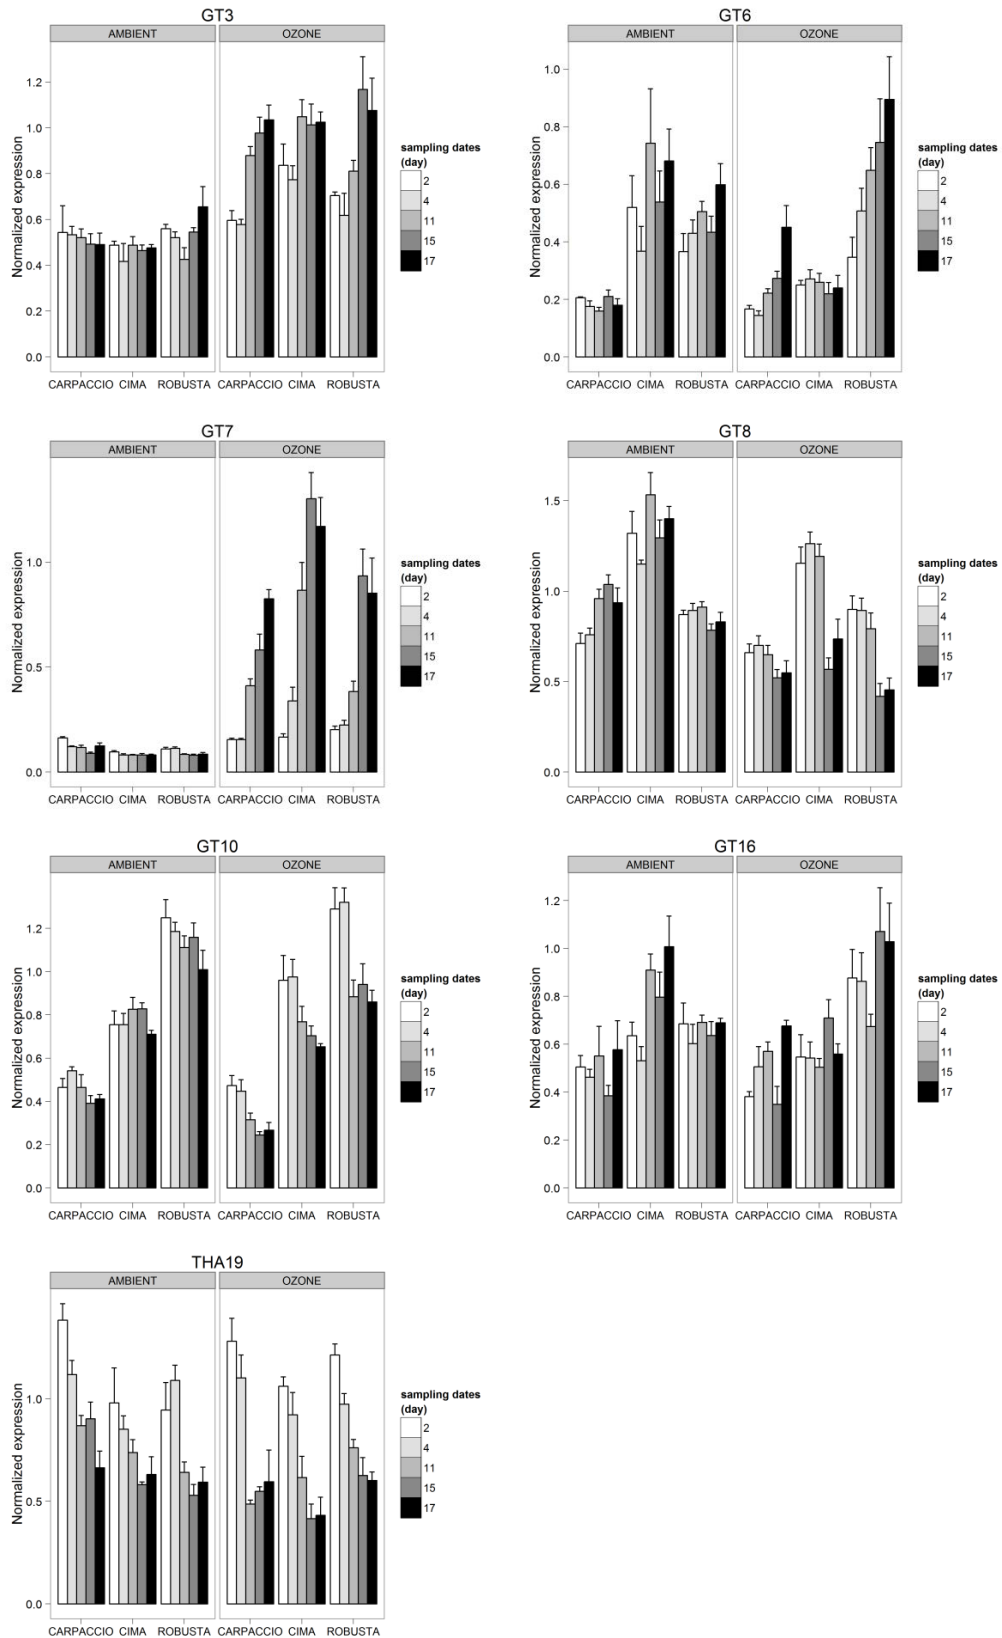 GT3
AMBIENT OZONE
Normalized expression
1.2
1.0
0.8
0.6
0.4
0.2
0.0
CARPACCIO CIMA ROBUSTA CARPACCIO CIMA ROBUSTA
sampling dates
(day)
2
4
11
15
17
GT6
AMBIENT OZONE
Normalized expression
1.0
0.8
0.6
0.4
0.2
0.0
CARPACCIO CIMA ROBUSTA CARPACCIO CIMA ROBUSTA
sampling dates
(day)
2
4
11
15
17
GT7
AMBIENT OZONE
Normalized expression
1.0
0.5
0.0
CARPACCIO CIMA ROBUSTA CARPACCIO CIMA ROBUSTA
sampling dates
(day)
2
4
11
15
17
GT8
AMBIENT OZONE
Normalized expression
1.5
1.0
0.5
0.0
CARPACCIO CIMA ROBUSTA CARPACCIO CIMA ROBUSTA
sampling dates
(day)
2
4
11
15
17
GT10
AMBIENT OZONE
Normalized expression
1.2
1.0
0.8
0.6
0.4
0.2
0.0
CARPACCIO CIMA ROBUSTA CARPACCIO CIMA ROBUSTA
sampling dates
(day)
2
4
11
15
17
GT16
AMBIENT OZONE
Normalized expression
1.2
1.0
0.8
0.6
0.4
0.2
0.0
CARPACCIO CIMA ROBUSTA CARPACCIO CIMA ROBUSTA
sampling dates
(day)
2
4
11
15
17
THA19
AMBIENT OZONE
Normalized expression
1.0
0.5
0.0
CARPACCIO CIMA ROBUSTA CARPACCIO CIMA ROBUSTA
sampling dates
(day)
2
4
11
15
17